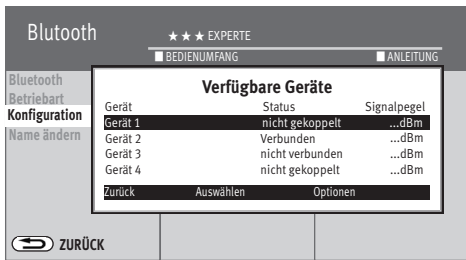 Blutooth
★ ★ ★ EXPERTE
BEDIENUMFANG
ANLEITUNG
Bluetooth
Betriebart
Konfiguration
Name ändern
Verfügbare Geräte
Gerät Status Signalpegel
Gerät 1 nicht gekoppelt ...dBm
Gerät 2 Verbunden ...dBm
Gerät 3 nicht verbunden ...dBm
Gerät 4 nicht gekoppelt ...dBm
Zurück Auswählen Optionen
ZURÜCK